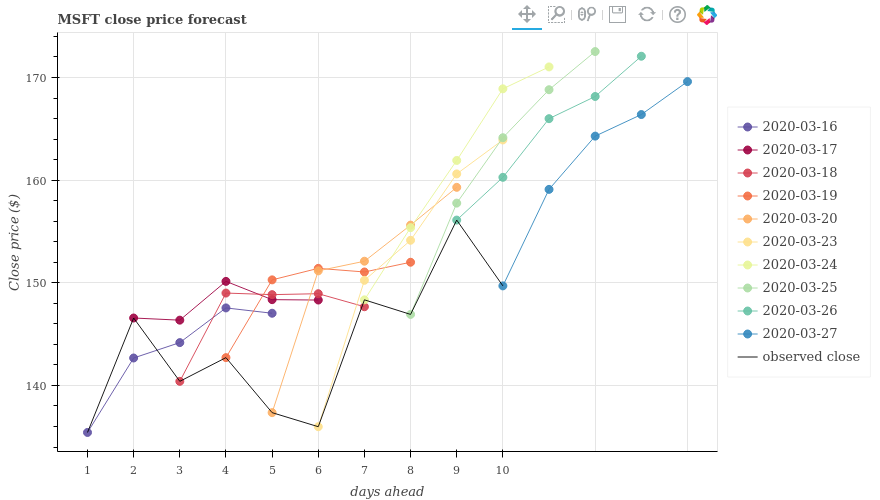 MSFT close price forecast
170
160
150
140
Close price ($)
1 2 3 4 5 6 7 8 9 10
days ahead
2020-03-16
2020-03-17
2020-03-18
2020-03-19
2020-03-20
2020-03-23
2020-03-24
2020-03-25
2020-03-26
2020-03-27
observed close